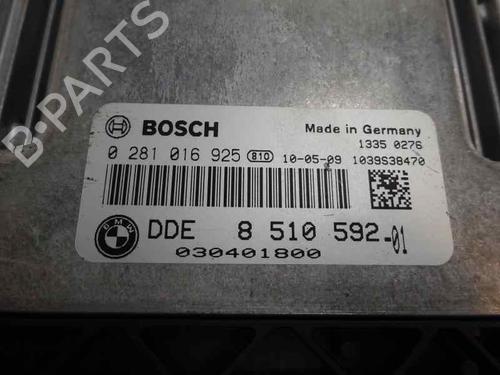 B-PARTS
BOSCH
Made in Germany
1335 0276
0 281 016 925 810 10-05-09 1039S38470
BMW
DDE 8 510 592-01
030401800